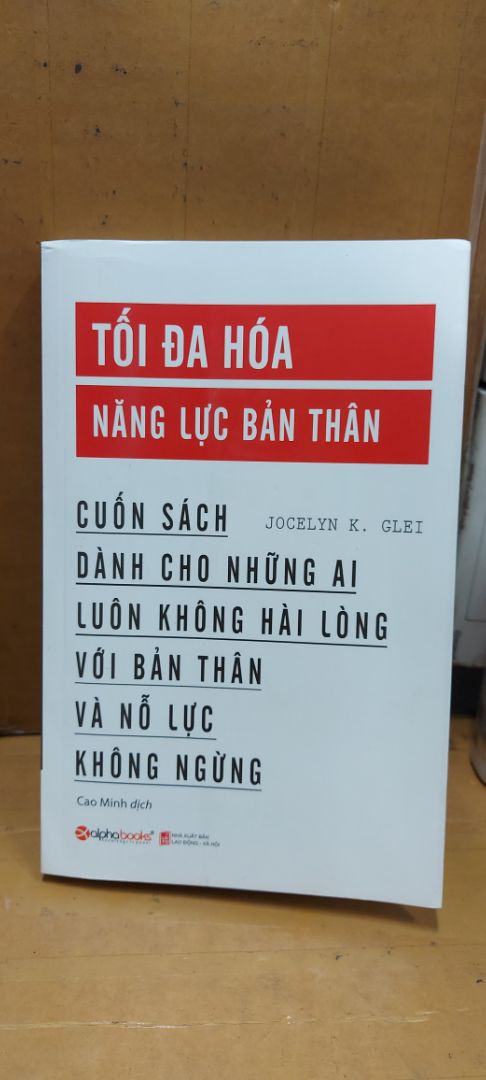 TỐI ĐA HÓA
NĂNG LỰC BẢN THÂN
CUỐN SÁCH
JOCELYN K. GLEI
DÀNH CHO NHỮNG AI
LUÔN KHÔNG HÀI LÒNG
VỚI BẢN THÂN
VÀ NỖ LỰC
KHÔNG NGỪNG
Cao Minh dịch
alphabooks®
NHÀ XUẤT BẢN
LAO ĐỘNG - XÃ HỘI